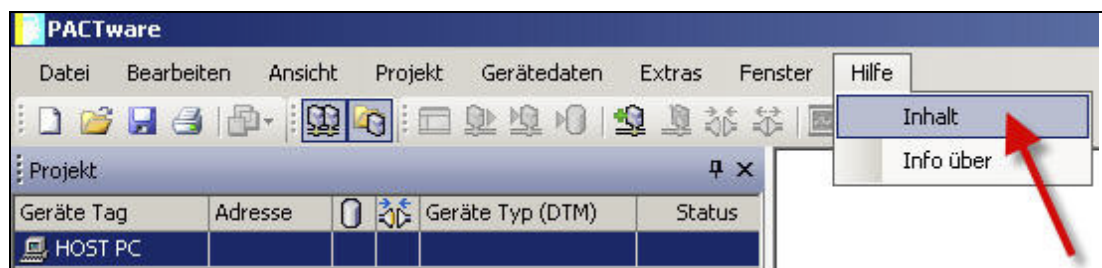 PACTware
Datei Bearbeiten Ansicht Projekt Gerätedaten Extras Fenster Hilfe
Inhalt
Info über
Projekt
Geräte Tag Adresse Geräte Typ (DTM) Status
HOST PC